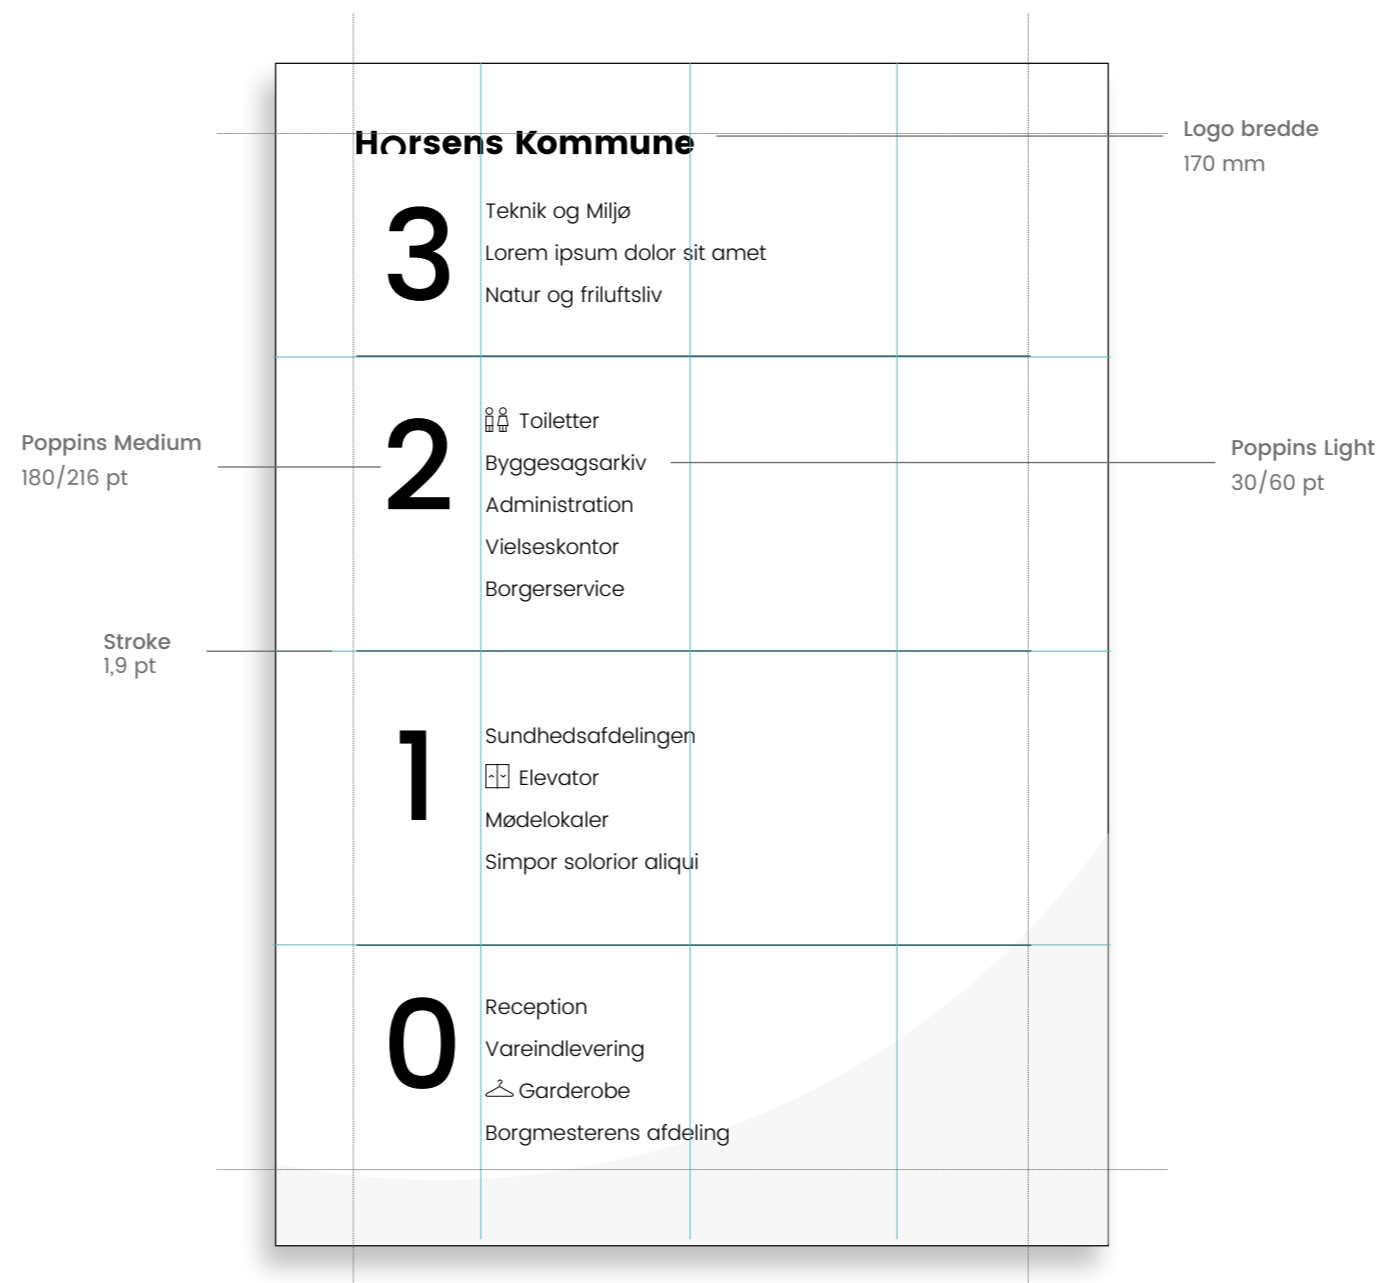 Horsens Kommune
Logo bredde
170 mm
3
Teknik og Miljø
Lorem ipsum dolor sit amet
Natur og friluftsliv
Poppins Medium
180/216 pt
2
Toiletter
Byggesagsarkiv
Administration
Vielseskontor
Borgerservice
Poppins Light
30/60 pt
Stroke
1,9 pt
1
Sundhedsafdelingen
Elevator
Mødelokaler
Simpor solorior aliqui
0
Reception
Vareindlevering
Garderobe
Borgmesterens afdeling